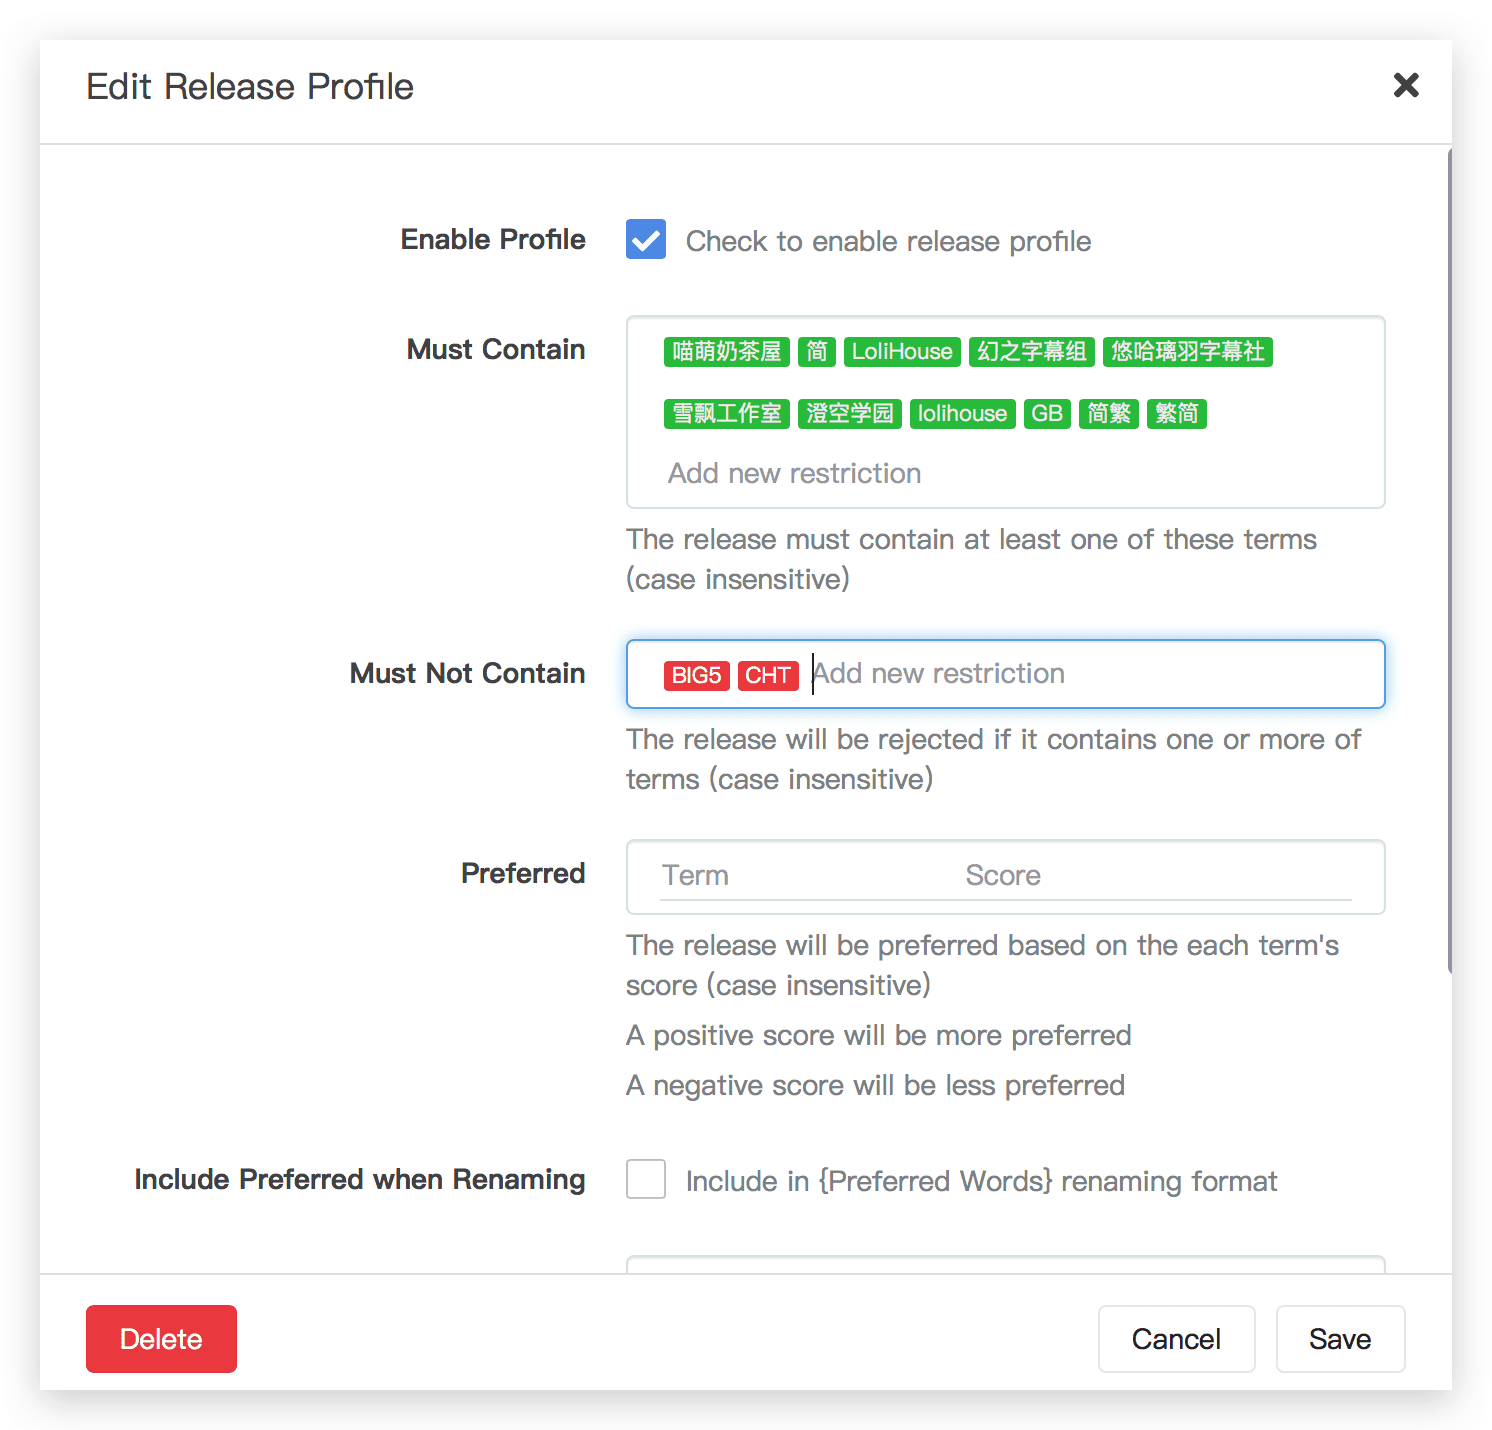 Edit Release Profile
Enable Profile
Check to enable release profile
Must Contain
喵萌奶茶屋 简 LoliHouse 幻之字幕组 悠哈璃羽字幕社
雪飘工作室 澄空学园 lolihouse GB 简繁 繁简
Add new restriction
The release must contain at least one of these terms
(case insensitive)
Must Not Contain
BIG5 CHT Add new restriction
The release will be rejected if it contains one or more of
terms (case insensitive)
Preferred
Term Score
The release will be preferred based on the each term's
score (case insensitive)
A positive score will be more preferred
A negative score will be less preferred
Include Preferred when Renaming
Include in {Preferred Words} renaming format
Delete
Cancel
Save